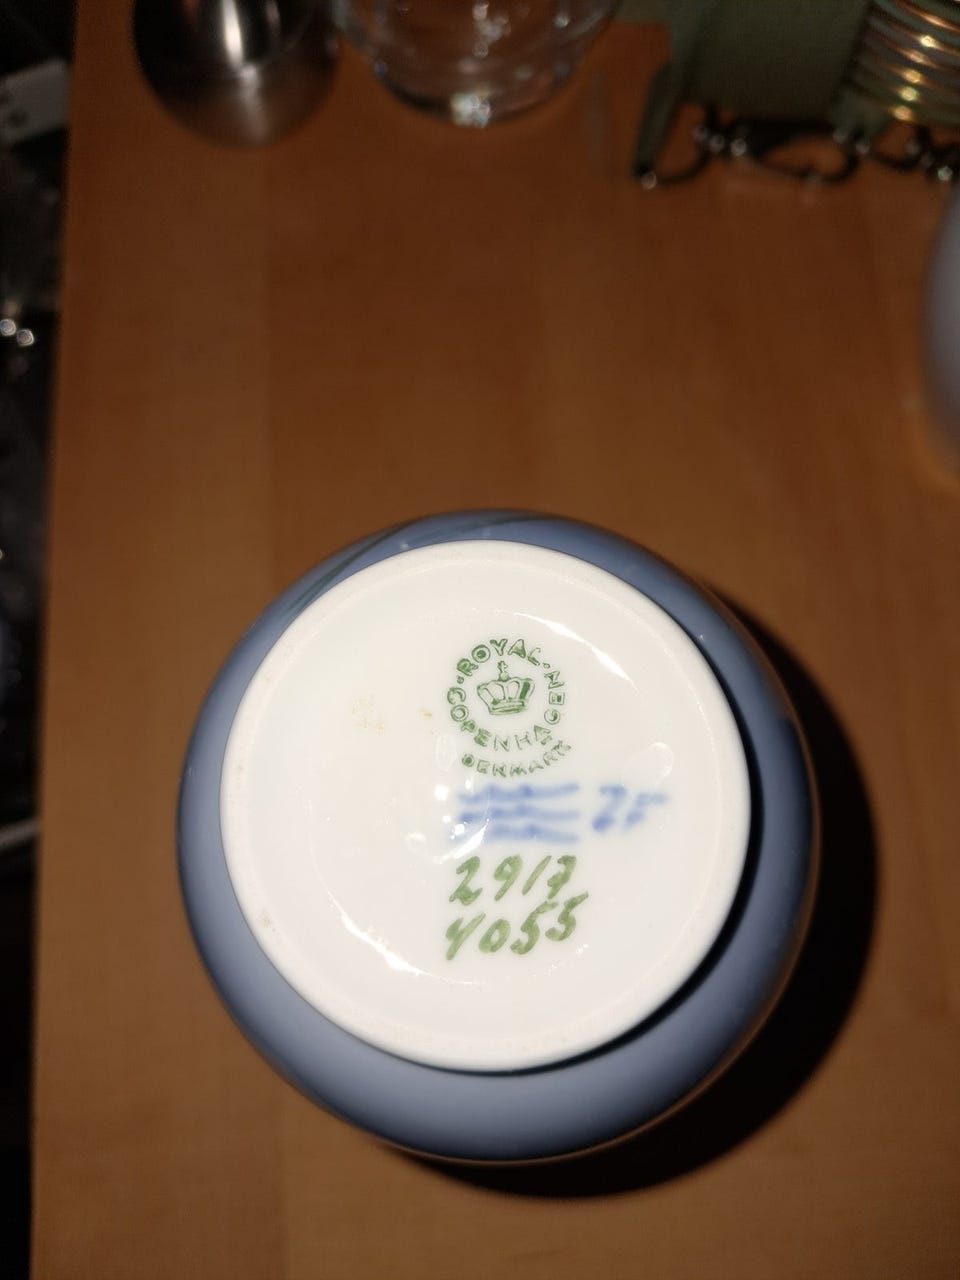 ROYAL COPENHAGEN
DENMARK
2917
4055